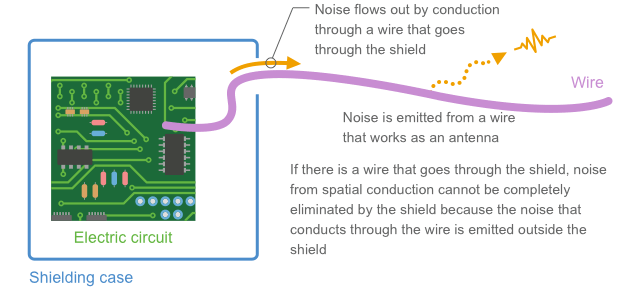 Noise flows out by conduction
through a wire that goes
through the shield
Wire
Noise is emitted from a wire
that works as an antenna
If there is a wire that goes through the shield, noise
from spatial conduction cannot be completely
eliminated by the shield because the noise that
conducts through the wire is emitted outside the
shield
Electric circuit
Shielding case